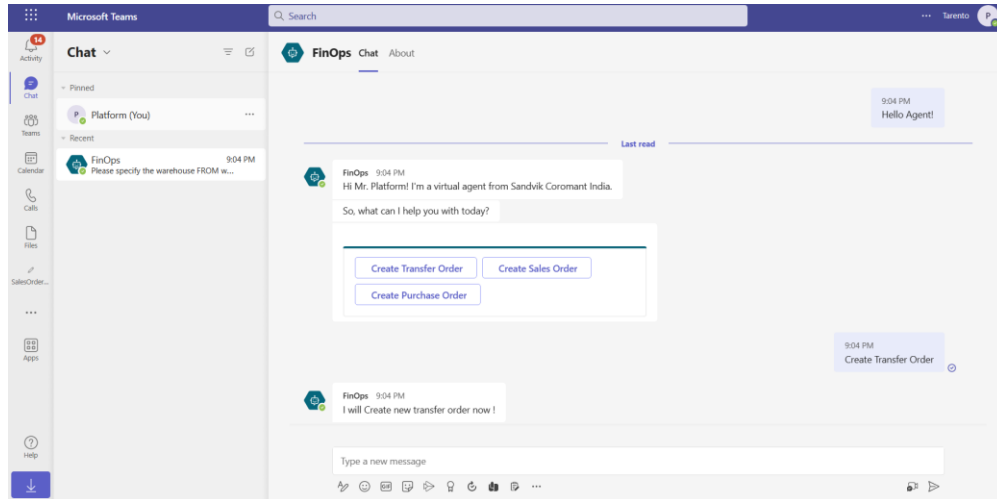 Microsoft Teams
Search
Tarento
P
14
Activity
Chat
Teams
Calendar
Calls
Files
SalesOrder...
Apps
Help
Chat
Pinned
P
Platform (You)
Recent
FinOps 9:04 PM
Please specify the warehouse FROM w...
FinOps Chat About
9:04 PM
Hello Agent!
Last read
FinOps 9:04 PM
Hi Mr. Platform! I'm a virtual agent from Sandvik Coromant India.
So, what can I help you with today?
Create Transfer Order Create Sales Order
Create Purchase Order
9:04 PM
Create Transfer Order
FinOps 9:04 PM
I will Create new transfer order now !
Type a new message
GIF